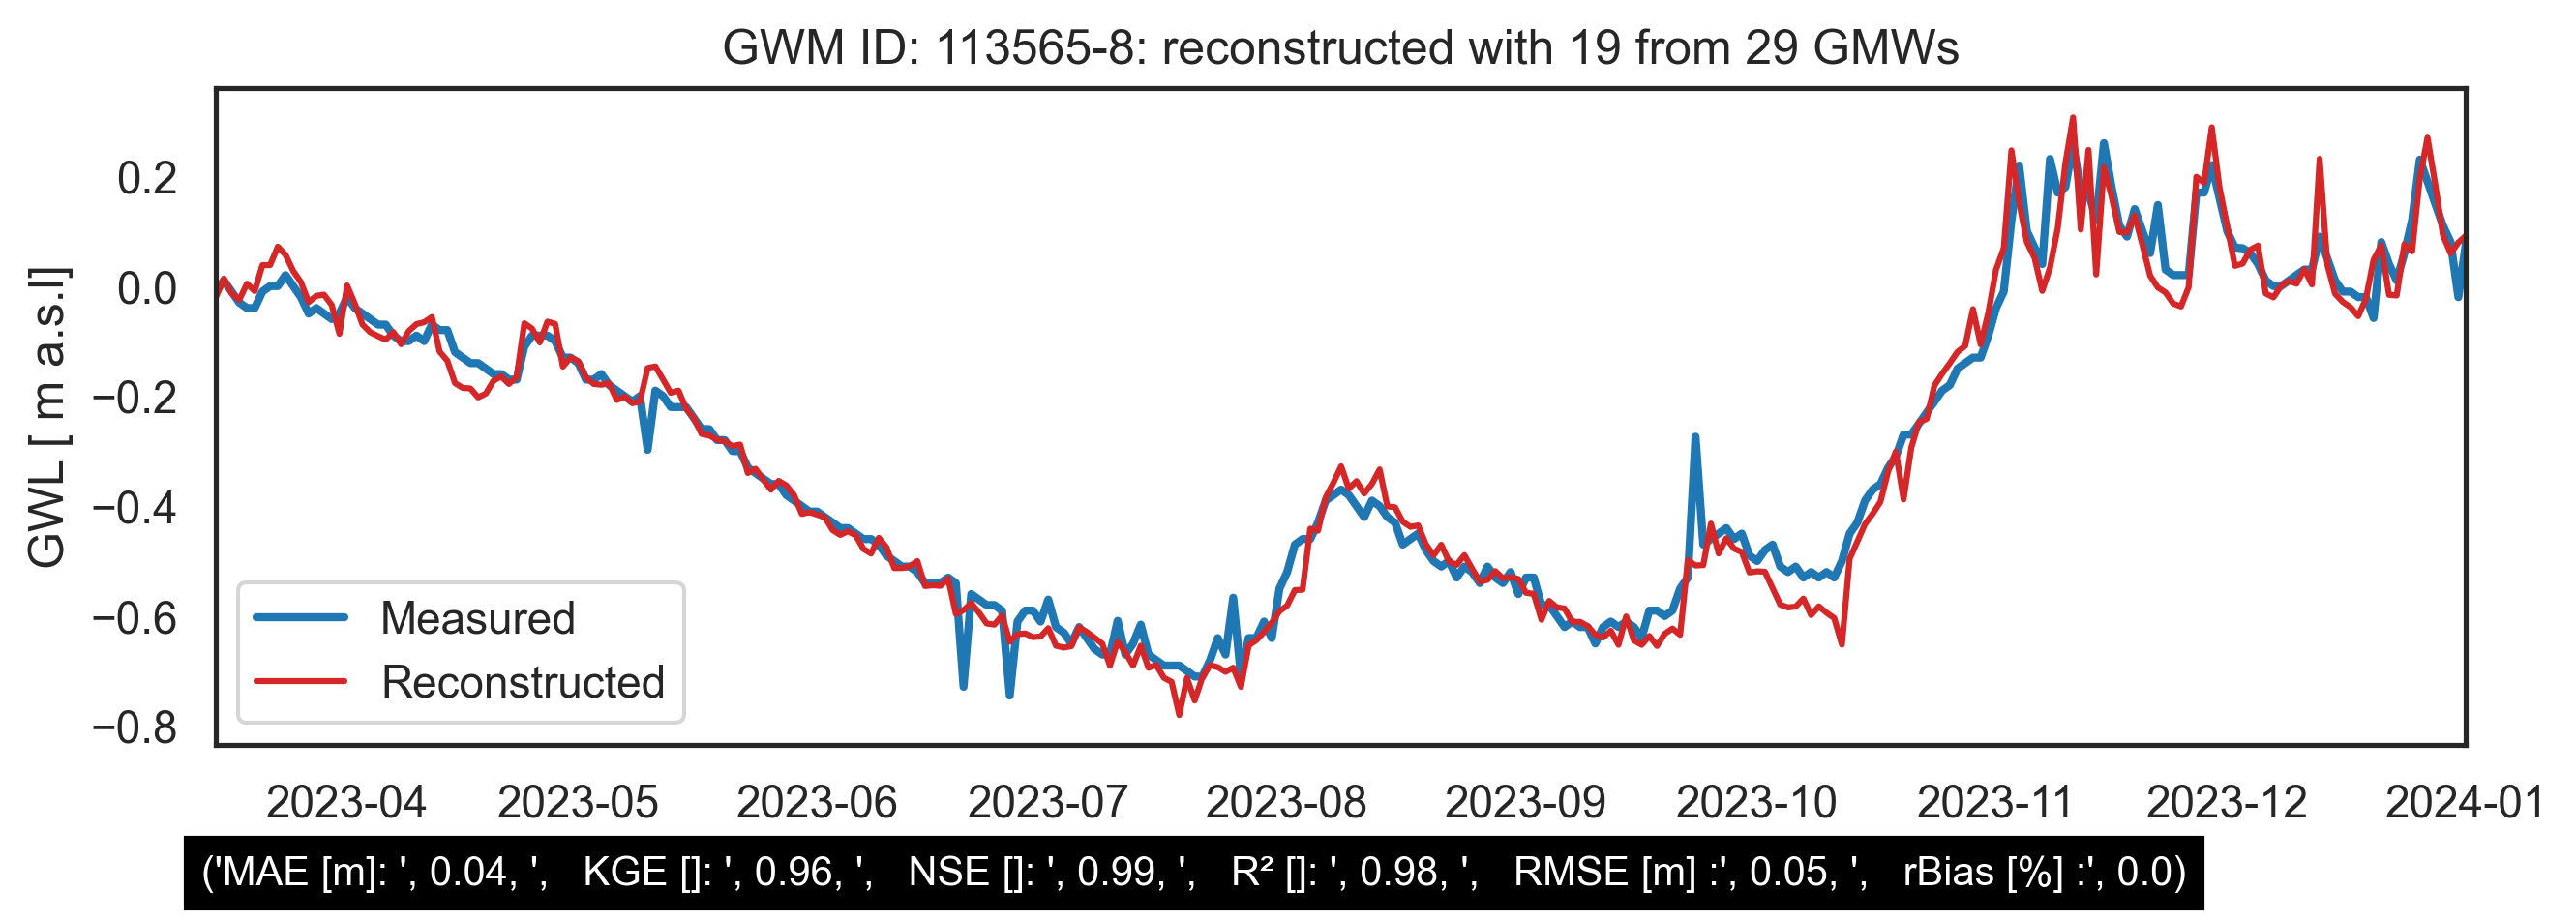 GWM ID: 113565-8: reconstructed with 19 from 29 GMWs
GWL [ m a.s.l]
0.2
0.0
−0.2
−0.4
−0.6
−0.8
Measured
Reconstructed
2023-04 2023-05 2023-06 2023-07 2023-08 2023-09 2023-10 2023-11 2023-12 2024-01
('MAE [m]: ', 0.04, ',   KGE []: ', 0.96, ',   NSE []: ', 0.99, ',   R² []: ', 0.98, ',   RMSE [m] :', 0.05, ',   rBias [%] :', 0.0)